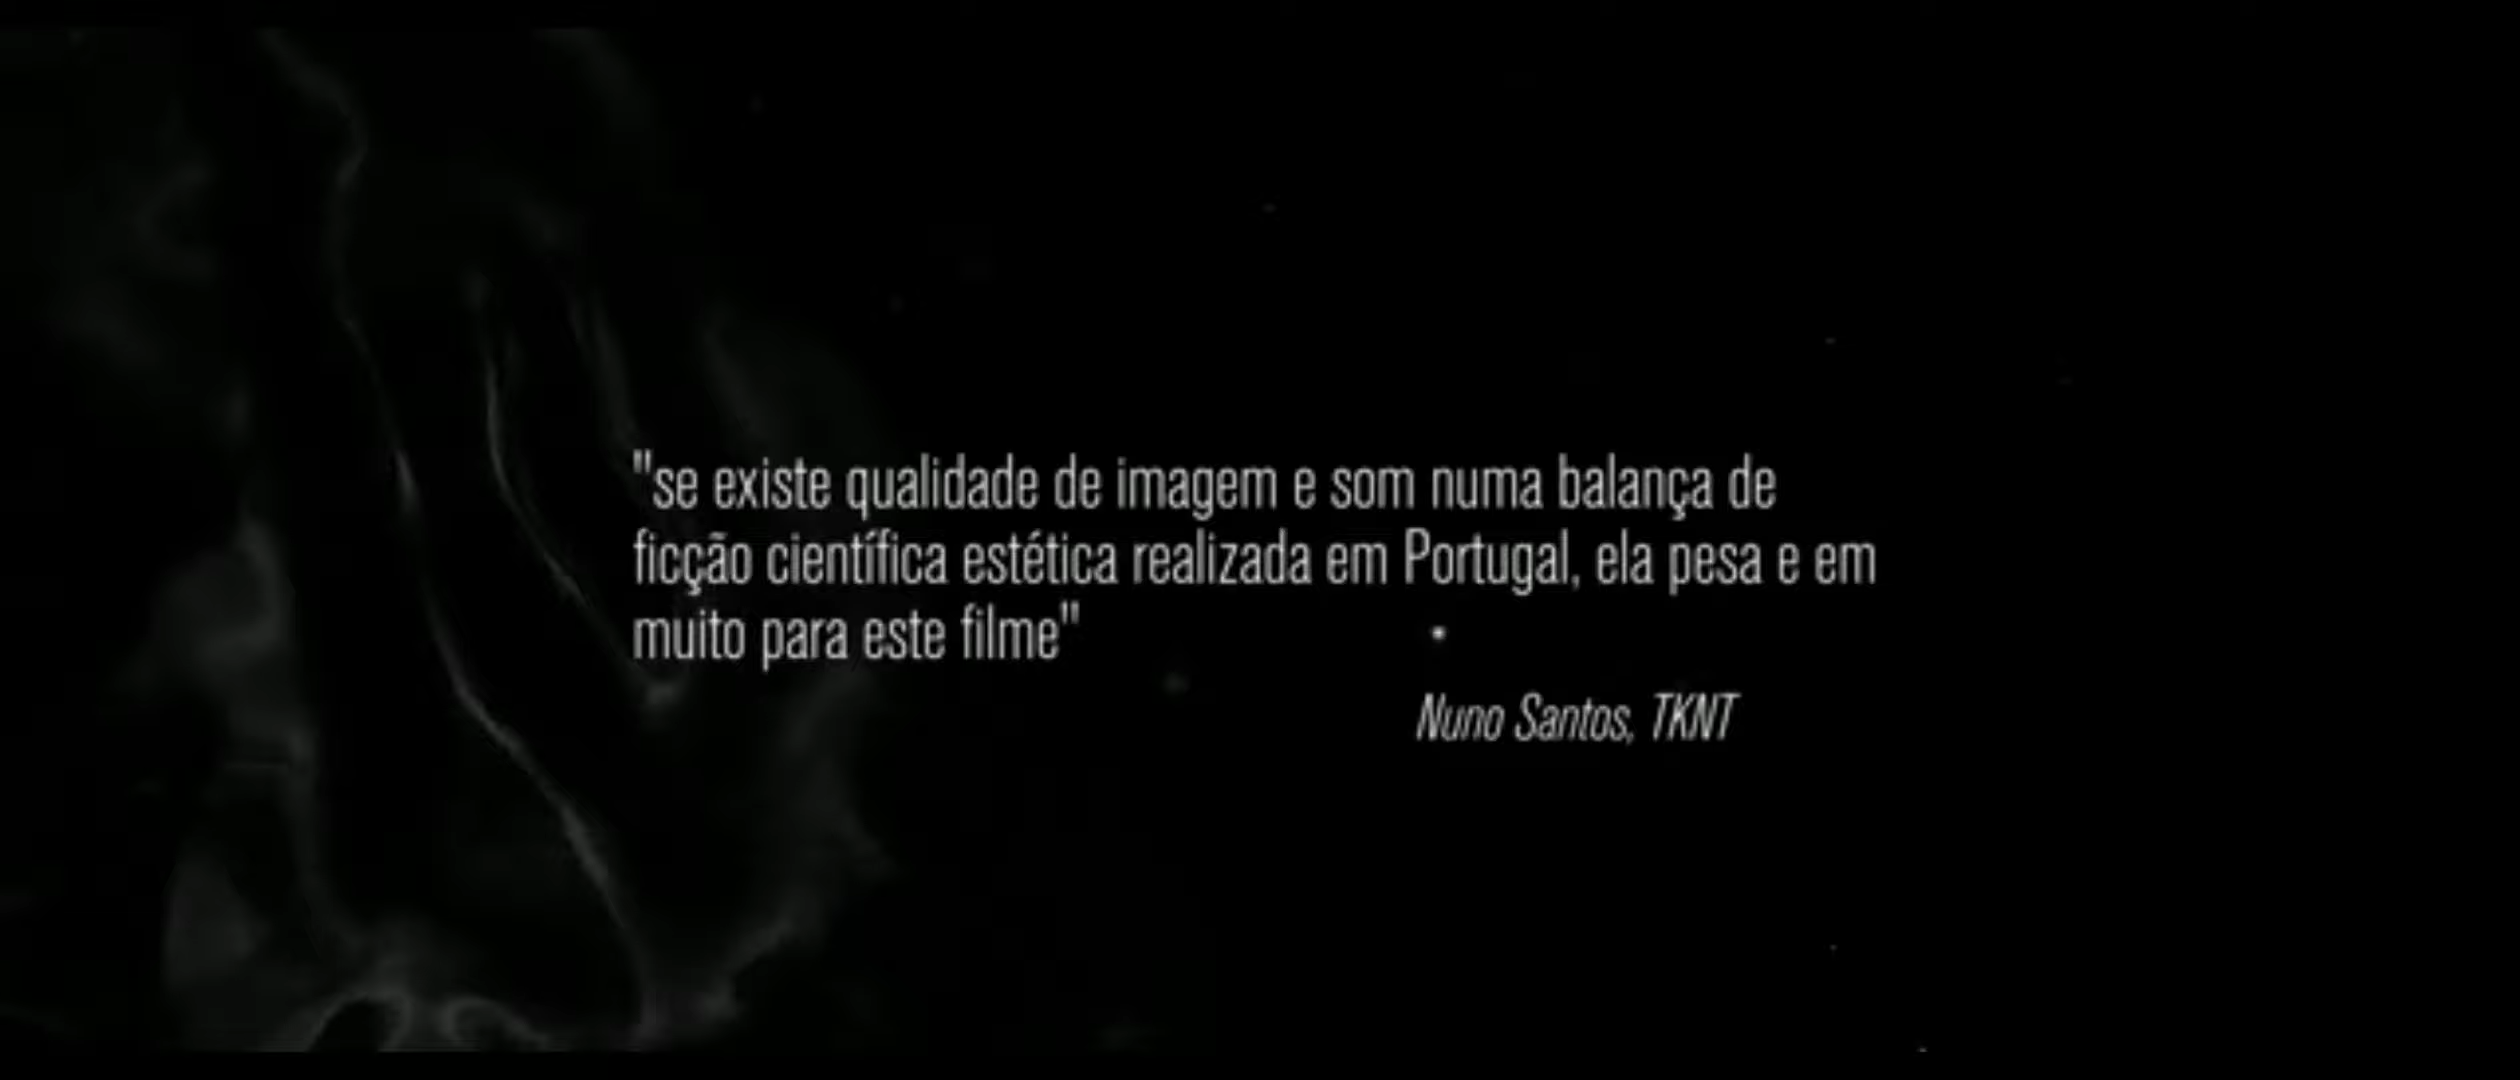 "se existe qualidade de imagem e som numa balança de
ficção científica estética realizada em Portugal, ela pesa e em
muito para este filme"
Nuno Santos, TKNT